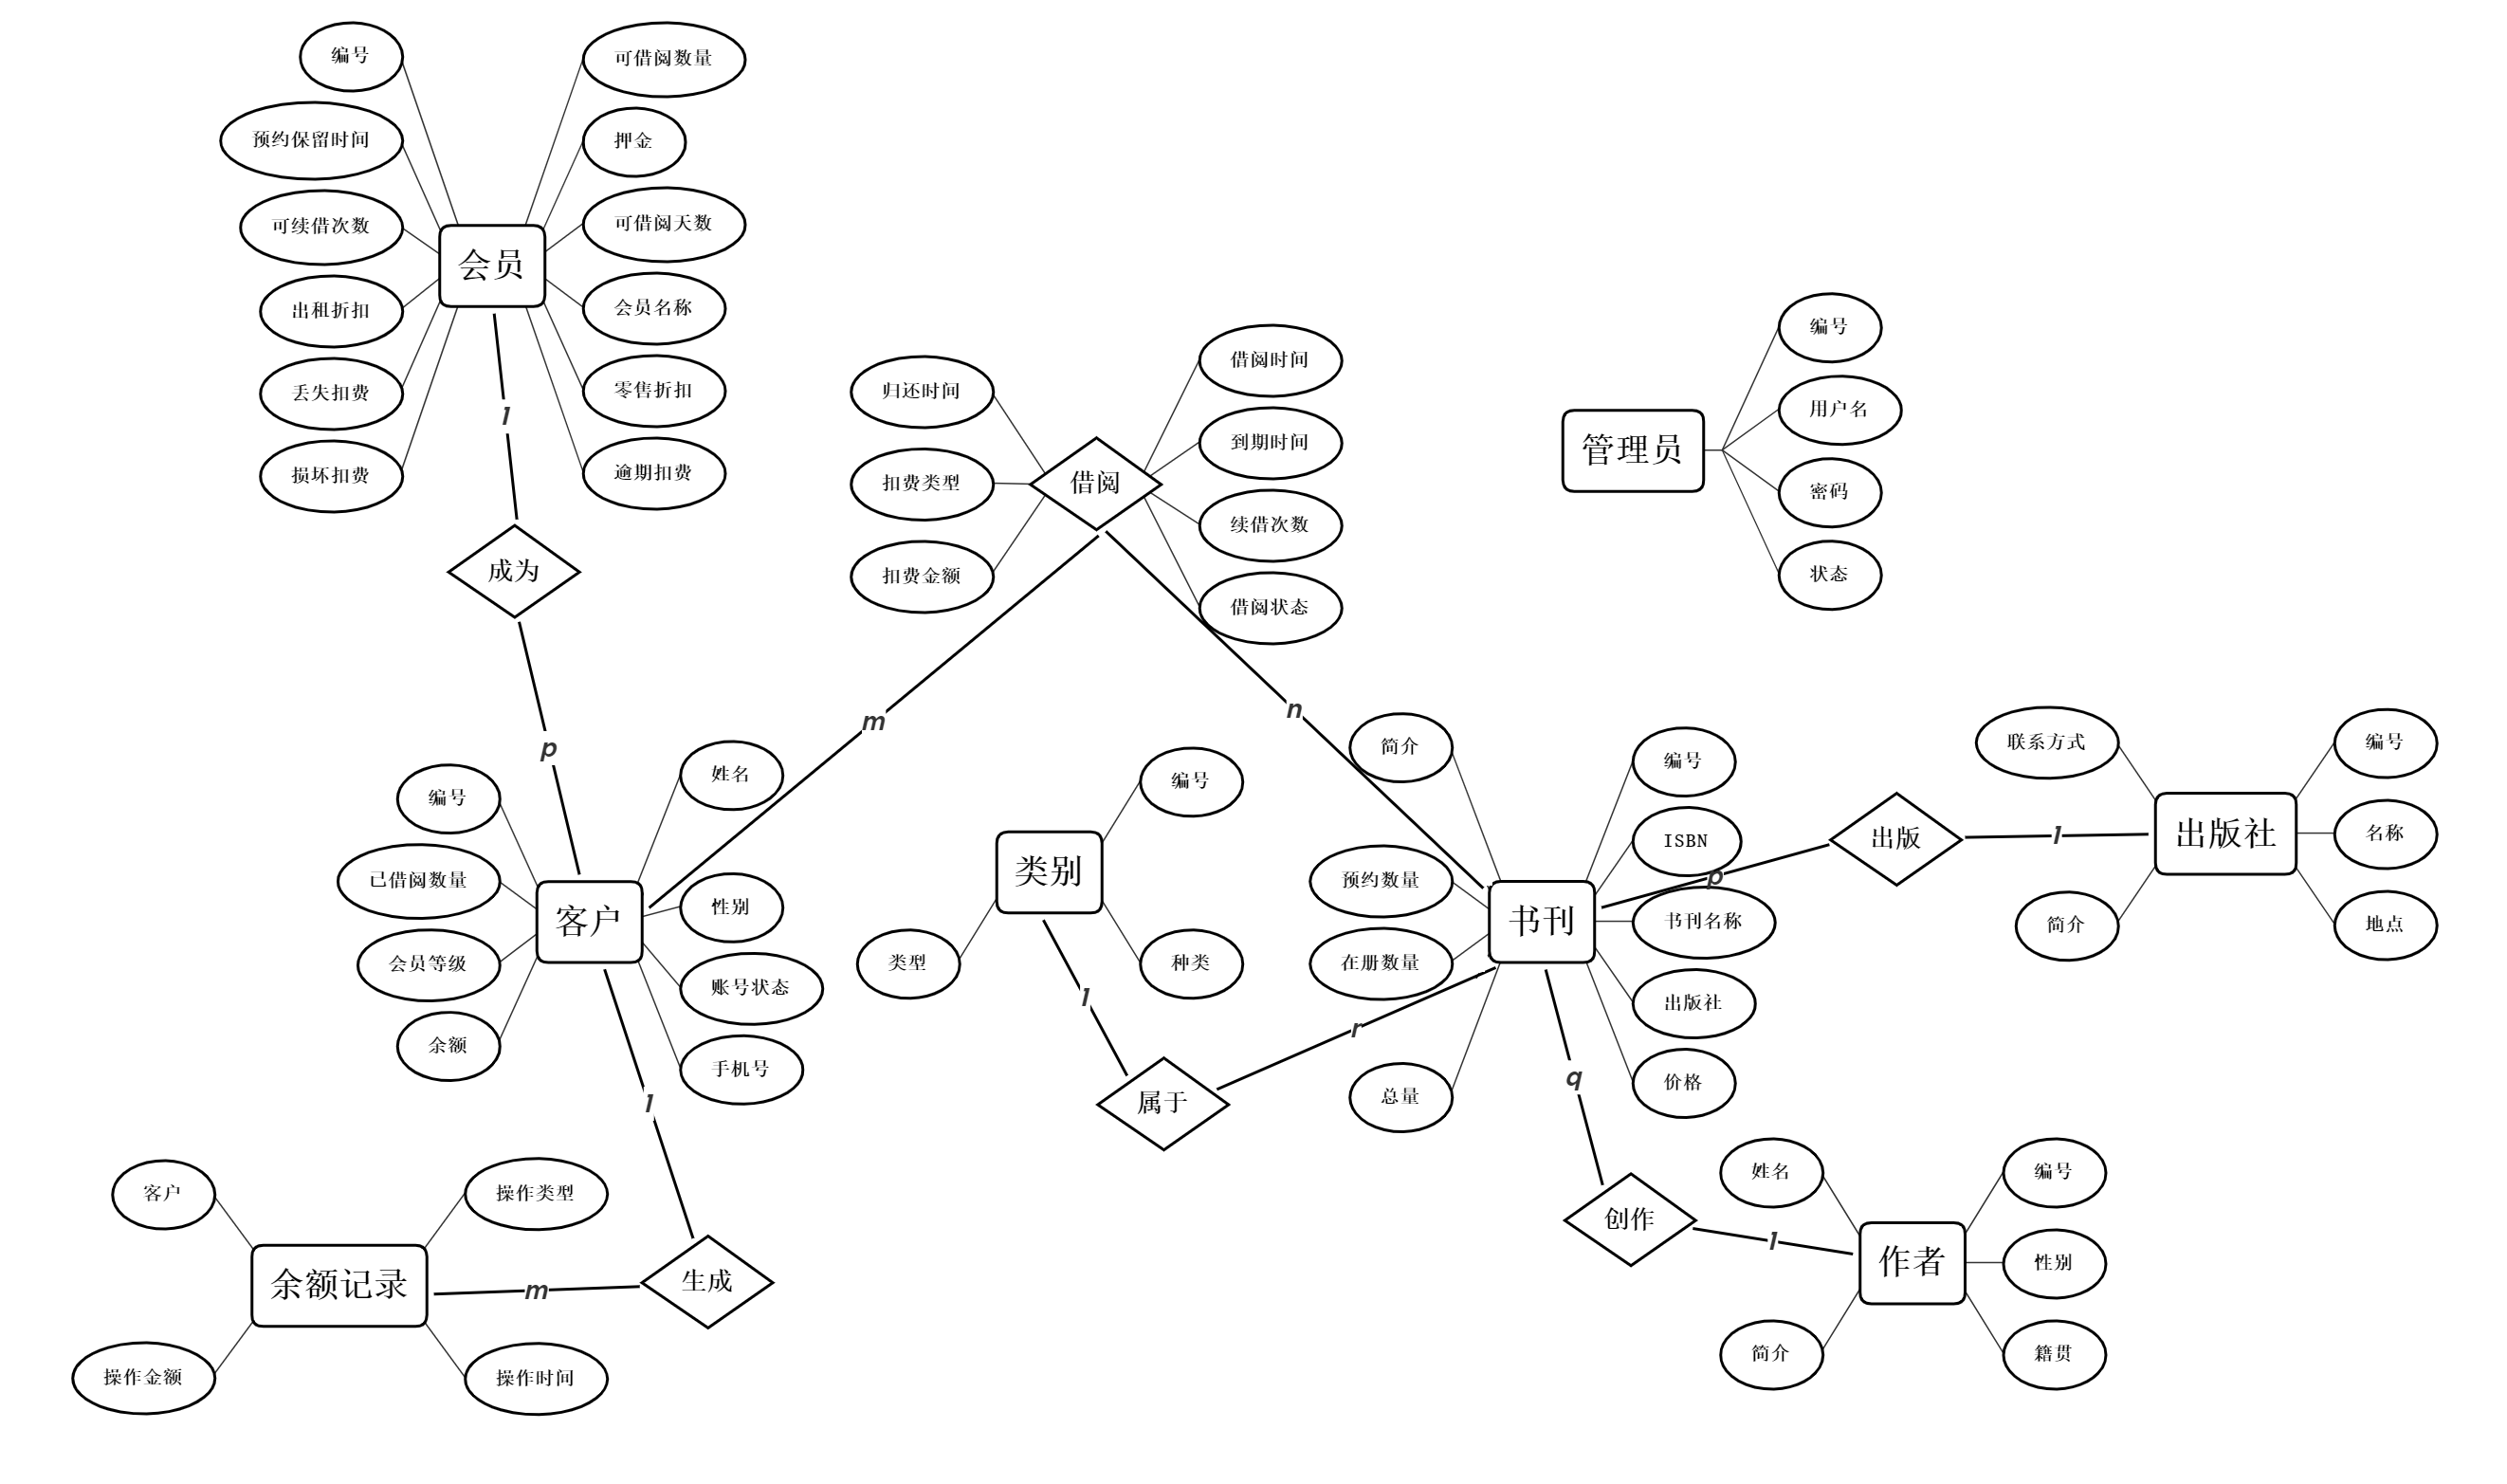 编号
可借阅数量
预约保留时间
押金
可续借次数
可借阅天数
会员
出租折扣
会员名称
丢失扣费
零售折扣
损坏扣费
逾期扣费
1
成为
p
归还时间
借阅时间
扣费类型
到期时间
借阅
扣费金额
续借次数
借阅状态
m
n
管理员
编号
用户名
密码
状态
编号
姓名
已借阅数量
性别
客户
会员等级
账号状态
余额
手机号
1
类别
编号
类型
种类
1
属于
r
简介
编号
ISBN
预约数量
书刊
书刊名称
在册数量
出版社
总量
价格
p
出版
1
联系方式
编号
出版社
名称
简介
地点
q
创作
1
姓名
编号
作者
性别
简介
籍贯
客户
操作类型
余额记录
m
生成
操作金额
操作时间